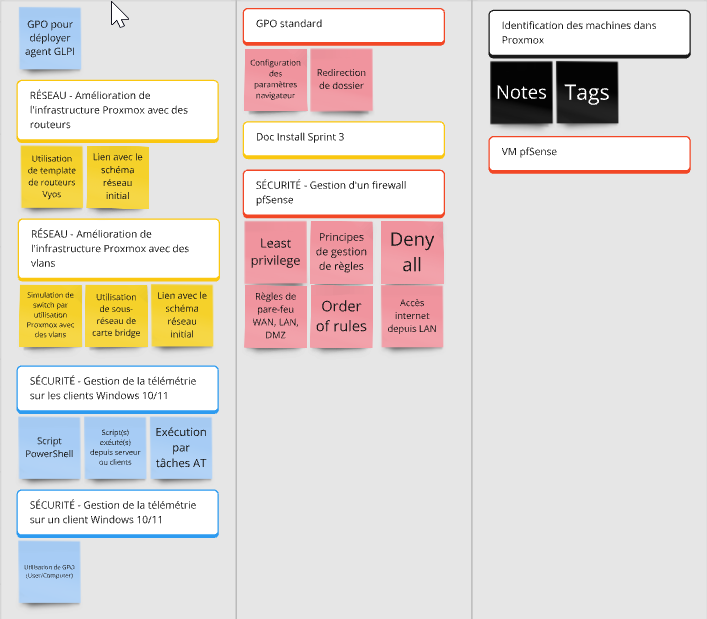 GPO pour
déployer
agent GLPI
RÉSEAU - Amélioration de
l'infrastructure Proxmox avec des
routeurs
Utilisation
de template
de routeurs
Vyos
Lien avec le
schéma
réseau
initial
RÉSEAU - Amélioration de
l'infrastructure Proxmox avec des
vlans
Simulation de
switch par
utilisation
Proxmox avec
des vlans
Utilisation
de sous-
réseau de
carte bridge
Lien avec le
schéma
réseau
initial
SÉCURITÉ - Gestion de la télémétrie
sur les clients Windows 10/11
Script
PowerShell
Script(s)
exéuté(s)
depuis serveur
ou clients
Exécution
par
tâches AT
SÉCURITÉ - Gestion de la télémétrie
sur un client Windows 10/11
Utilisation de GPO
(User/Computer)
GPO standard
Configuration
des
paramètres
navigateur
Redirection
de dossier
Doc Install Sprint 3
SÉCURITÉ - Gestion d'un firewall
pfSense
Least
privilege
Principes
de gestion
de règles
Deny
all
Règles de
pare-feu
WAN, LAN,
DMZ
Order
of rules
Accès
internet
depuis LAN
Identification des machines dans
Proxmox
Notes
Tags
VM pfSense